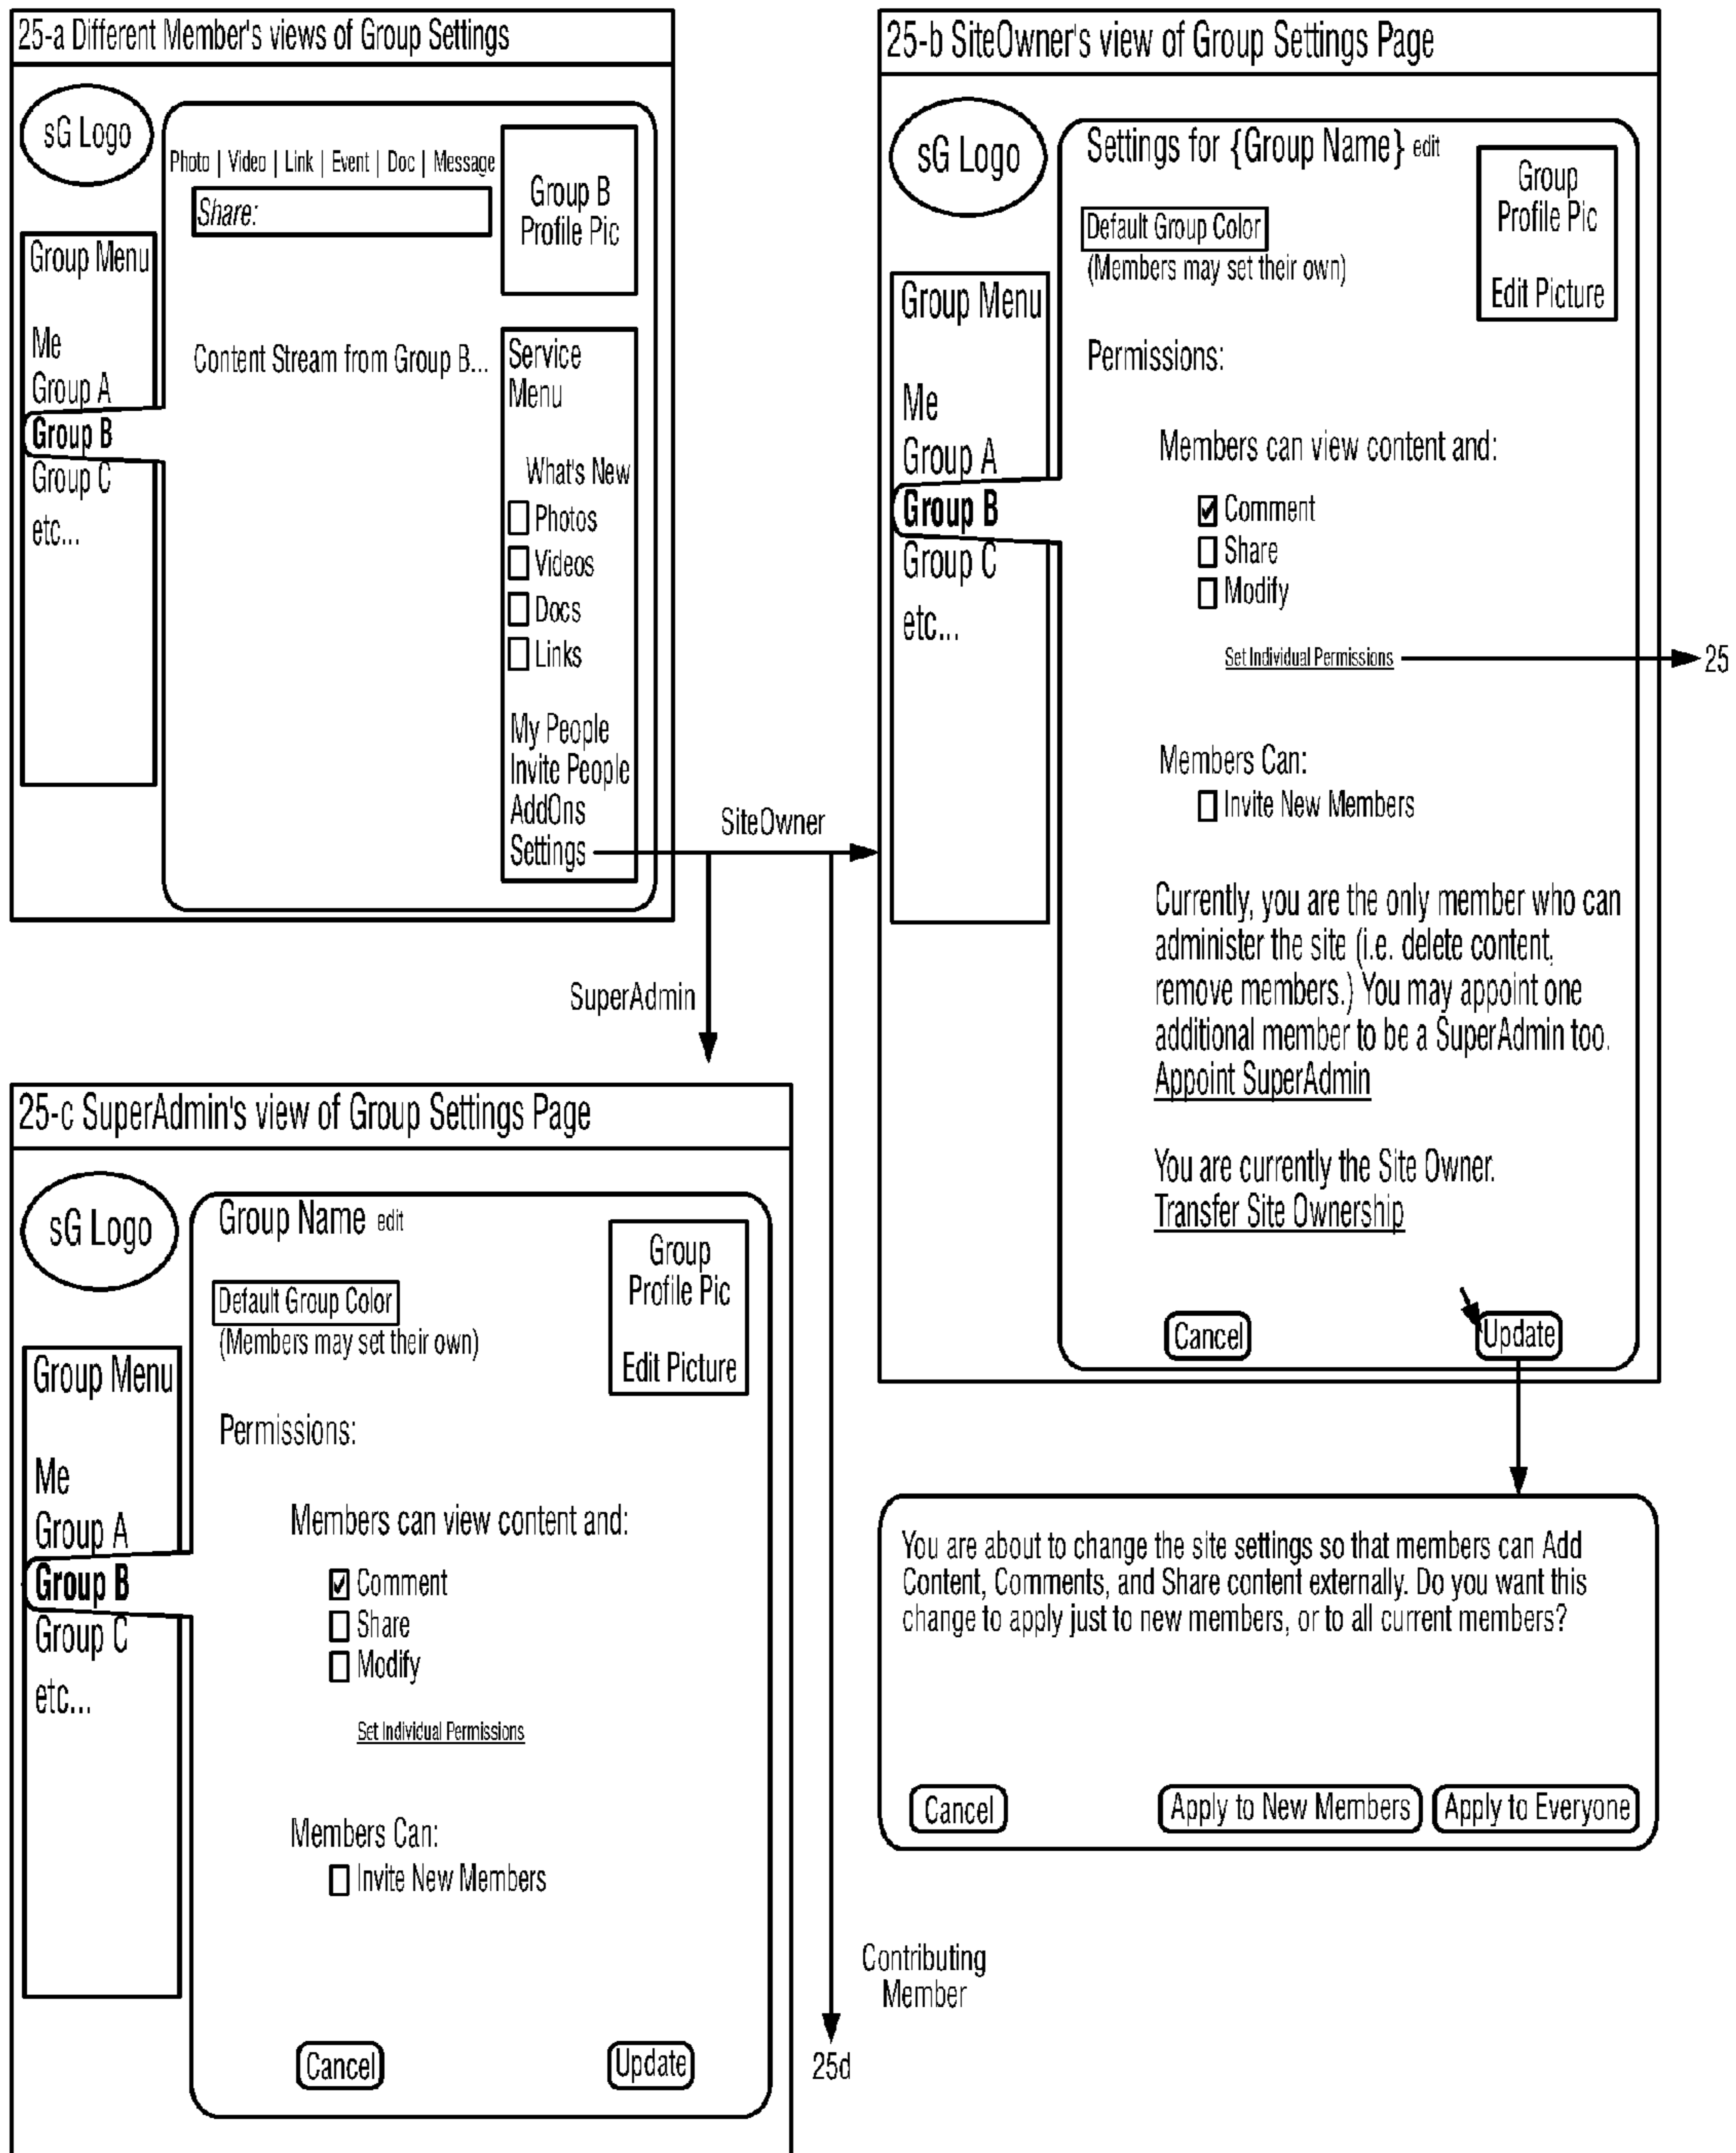 25-a Different Member's views of Group Settings
sG Logo
Photo | Video | Link | Event | Doc | Message
Share:
Group B
Profile Pic
Group Menu
Me
Group A
Group B
Group C
etc...
Content Stream from Group B...
Service
Menu
What's New
Photos
Videos
Docs
Links
My People
Invite People
AddOns
Settings
SiteOwner
SuperAdmin
Contributing
Member
25d
25-b SiteOwner's view of Group Settings Page
sG Logo
Settings for {Group Name} edit
Default Group Color
(Members may set their own)
Group
Profile Pic
Edit Picture
Group Menu
Me
Group A
Group B
Group C
etc...
Permissions:
Members can view content and:
Comment
Share
Modify
Set Individual Permissions
25
Members Can:
Invite New Members
Currently, you are the only member who can
administer the site (i.e. delete content,
remove members.) You may appoint one
additional member to be a SuperAdmin too.
Appoint SuperAdmin
You are currently the Site Owner.
Transfer Site Ownership
Cancel
Update
You are about to change the site settings so that members can Add
Content, Comments, and Share content externally. Do you want this
change to apply just to new members, or to all current members?
Cancel
Apply to New Members
Apply to Everyone
25-c SuperAdmin's view of Group Settings Page
sG Logo
Group Name edit
Default Group Color
(Members may set their own)
Group
Profile Pic
Edit Picture
Group Menu
Me
Group A
Group B
Group C
etc...
Permissions:
Members can view content and:
Comment
Share
Modify
Set Individual Permissions
Members Can:
Invite New Members
Cancel
Update